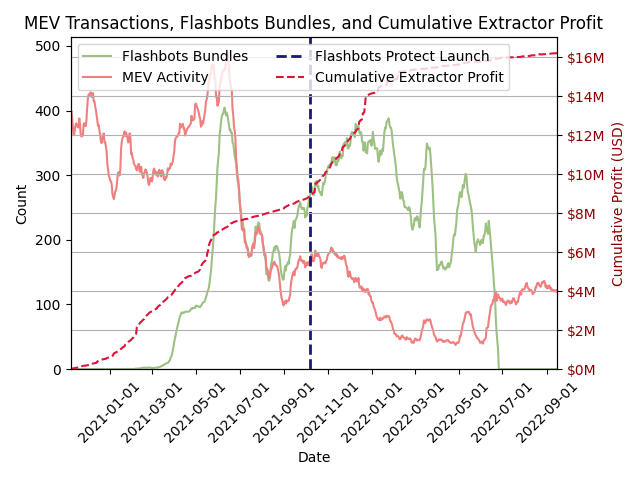 MEV Transactions, Flashbots Bundles, and Cumulative Extractor Profit
Flashbots Bundles
MEV Activity
Flashbots Protect Launch
Cumulative Extractor Profit
Count
500
400
300
200
100
0
$16M
$14M
$12M
$10M
$8M
$6M
$4M
$2M
$0M
Cumulative Profit (USD)
2021-01-01
2021-03-01
2021-05-01
2021-07-01
2021-09-01
2021-11-01
2022-01-01
2022-03-01
2022-05-01
2022-07-01
2022-09-01
Date